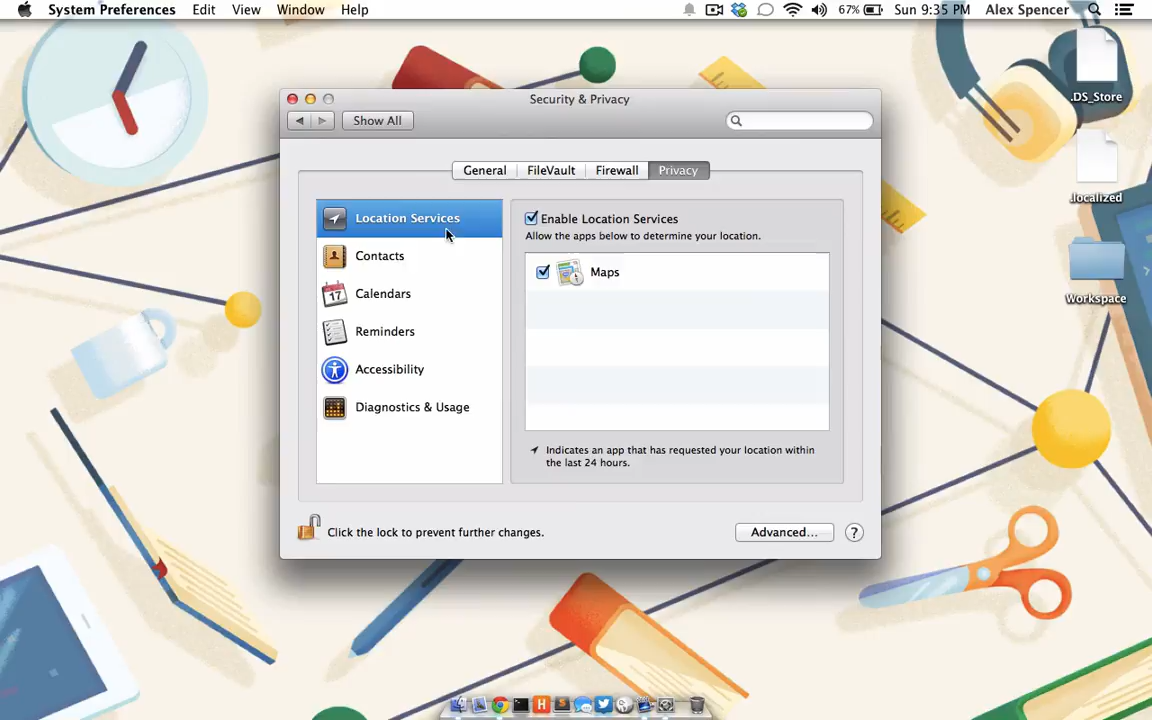 System Preferences Edit View Window Help 67% Sun 9:35 PM Alex Spencer
.DS_Store
.localized
Workspace
Security & Privacy
Show All
General FileVault Firewall Privacy
Location Services
Contacts
17 Calendars
Reminders
Accessibility
Diagnostics & Usage
Enable Location Services
Allow the apps below to determine your location.
Maps
Indicates an app that has requested your location within
the last 24 hours.
Click the lock to prevent further changes.
Advanced... ?
H S